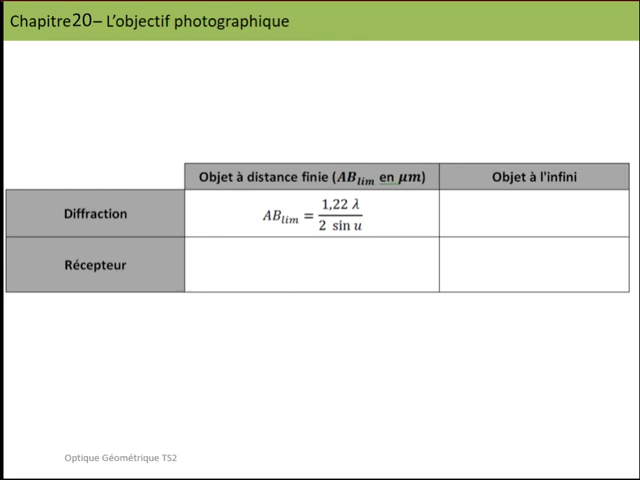 Chapitre20– L’objectif photographique
Objet à distance finie (AB_lim en μm) Objet à l'infini
Diffraction AB_lim = 1,22 λ / 2 sin u
Récepteur
Optique Géométrique TS2